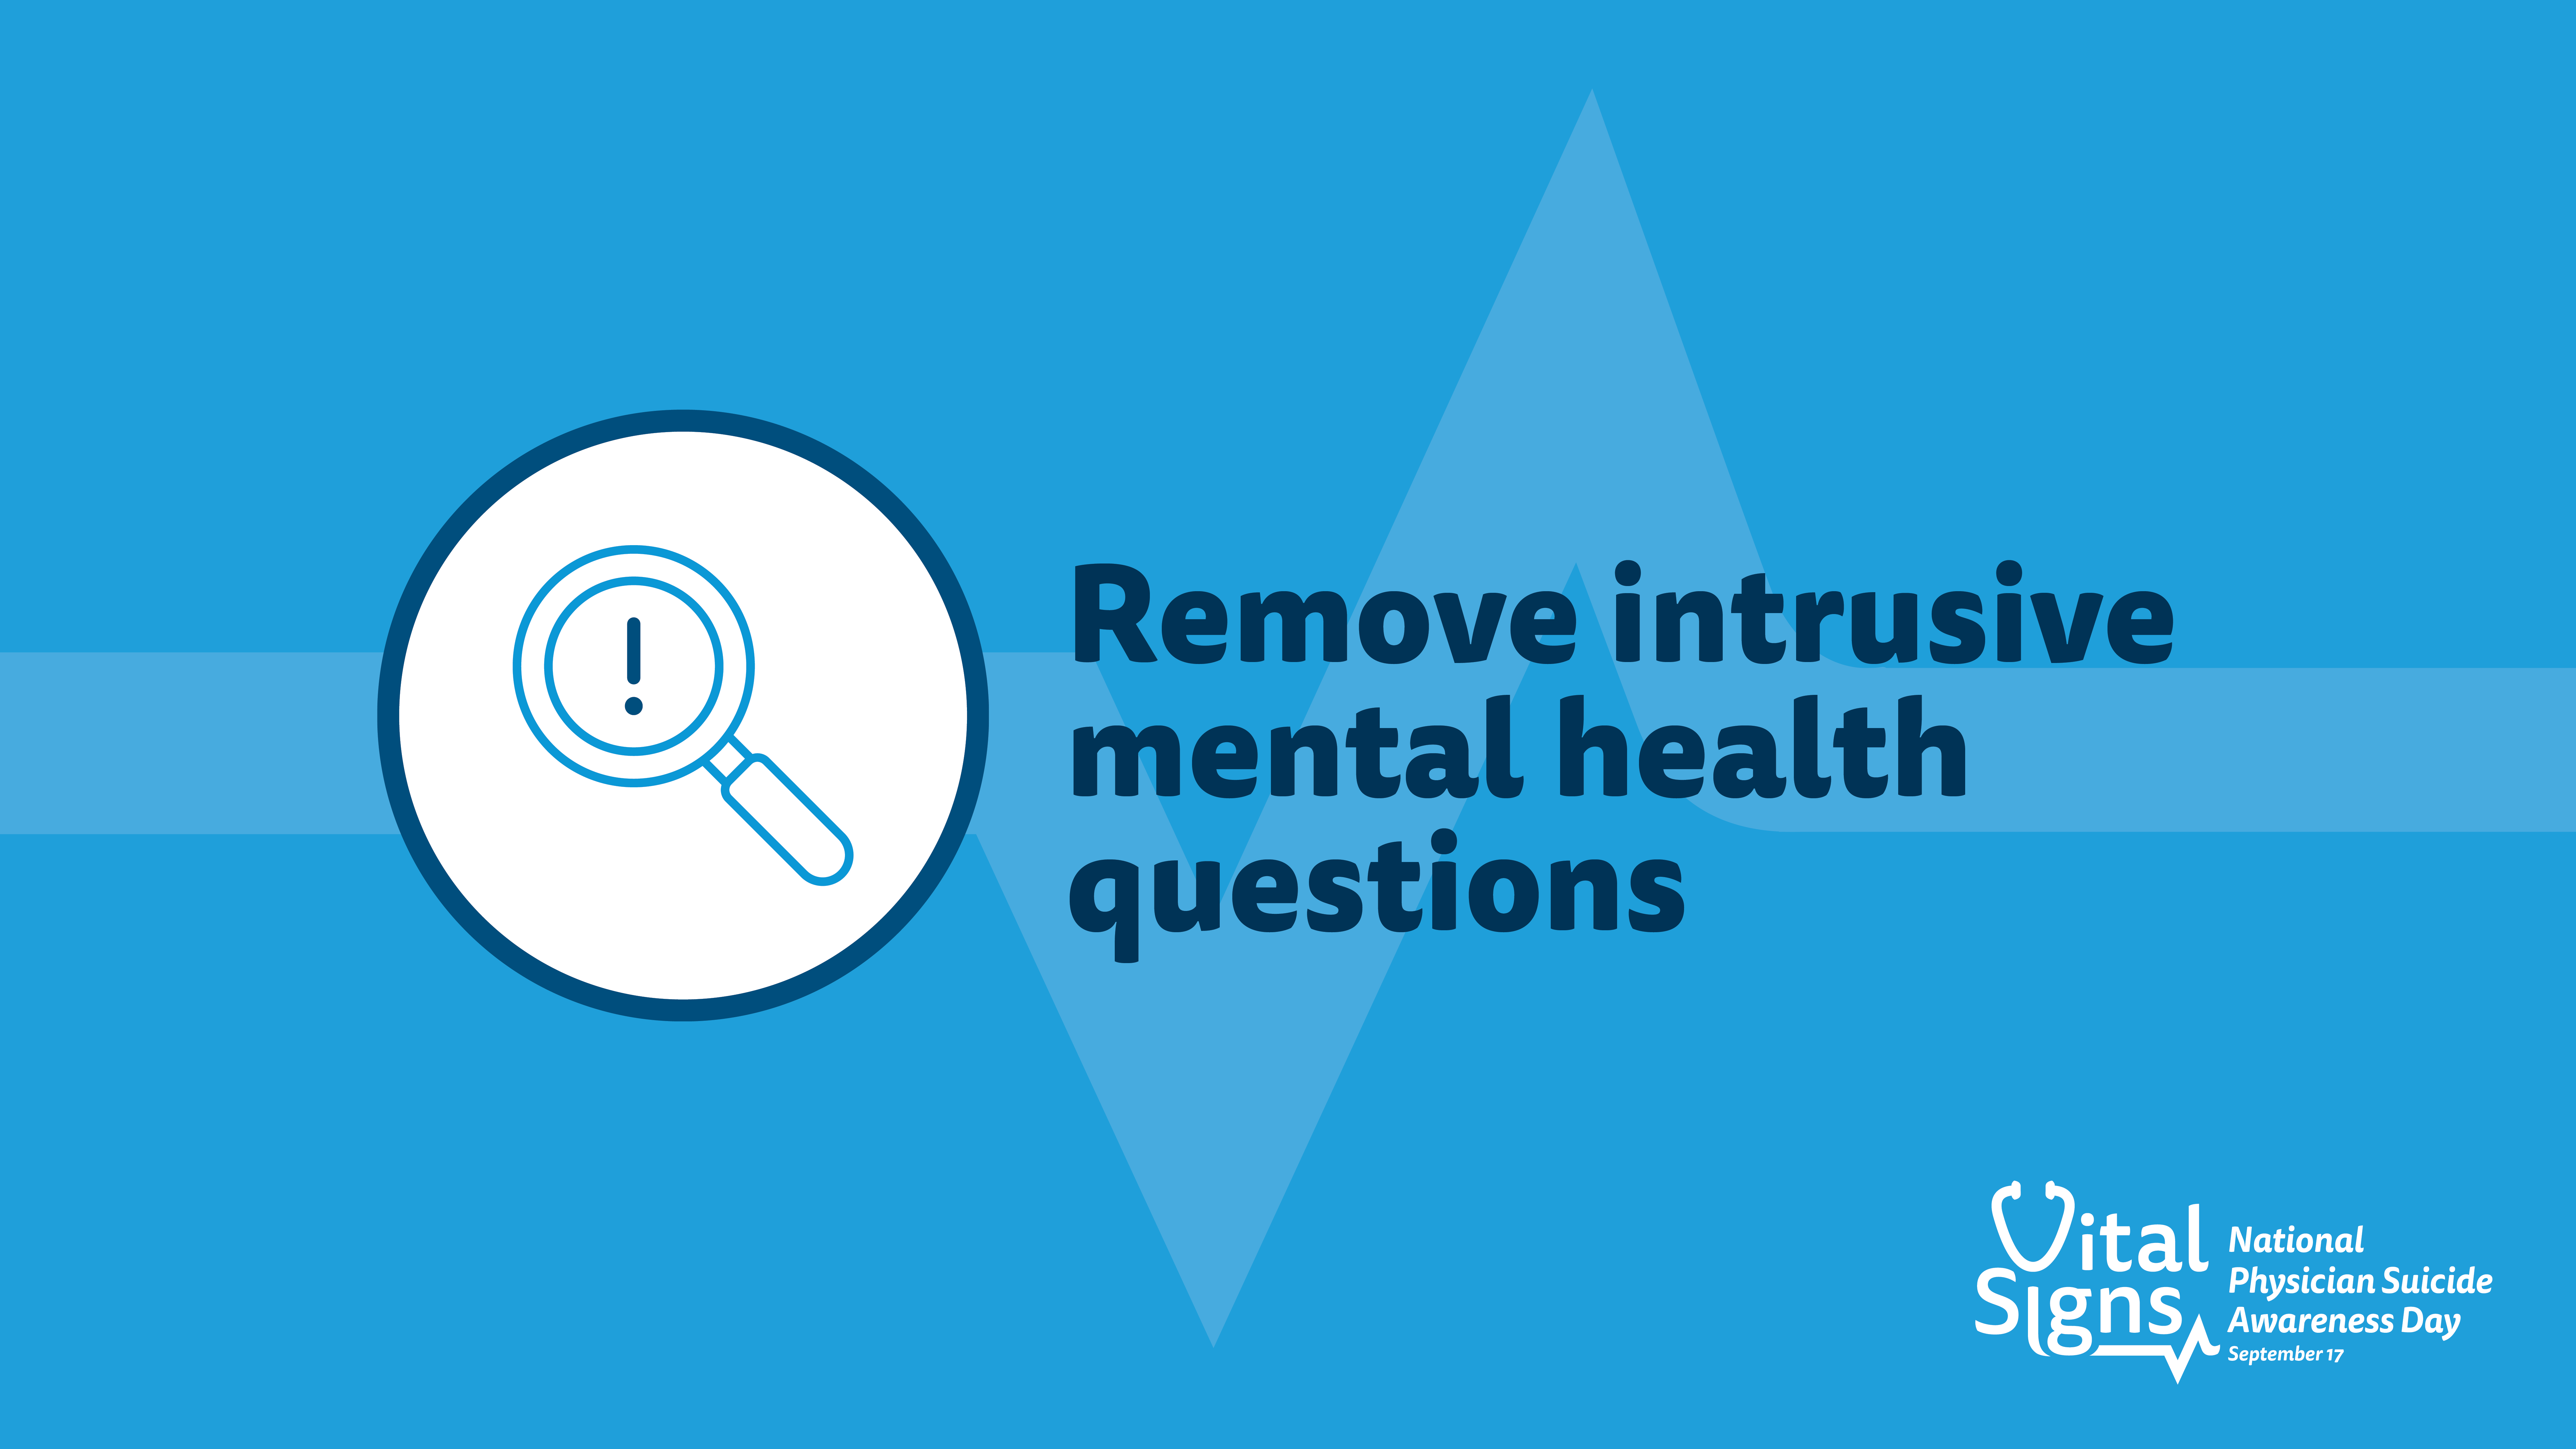 Remove intrusive
mental health
questions
Vital
Signs
National
Physician Suicide
Awareness Day
September 17